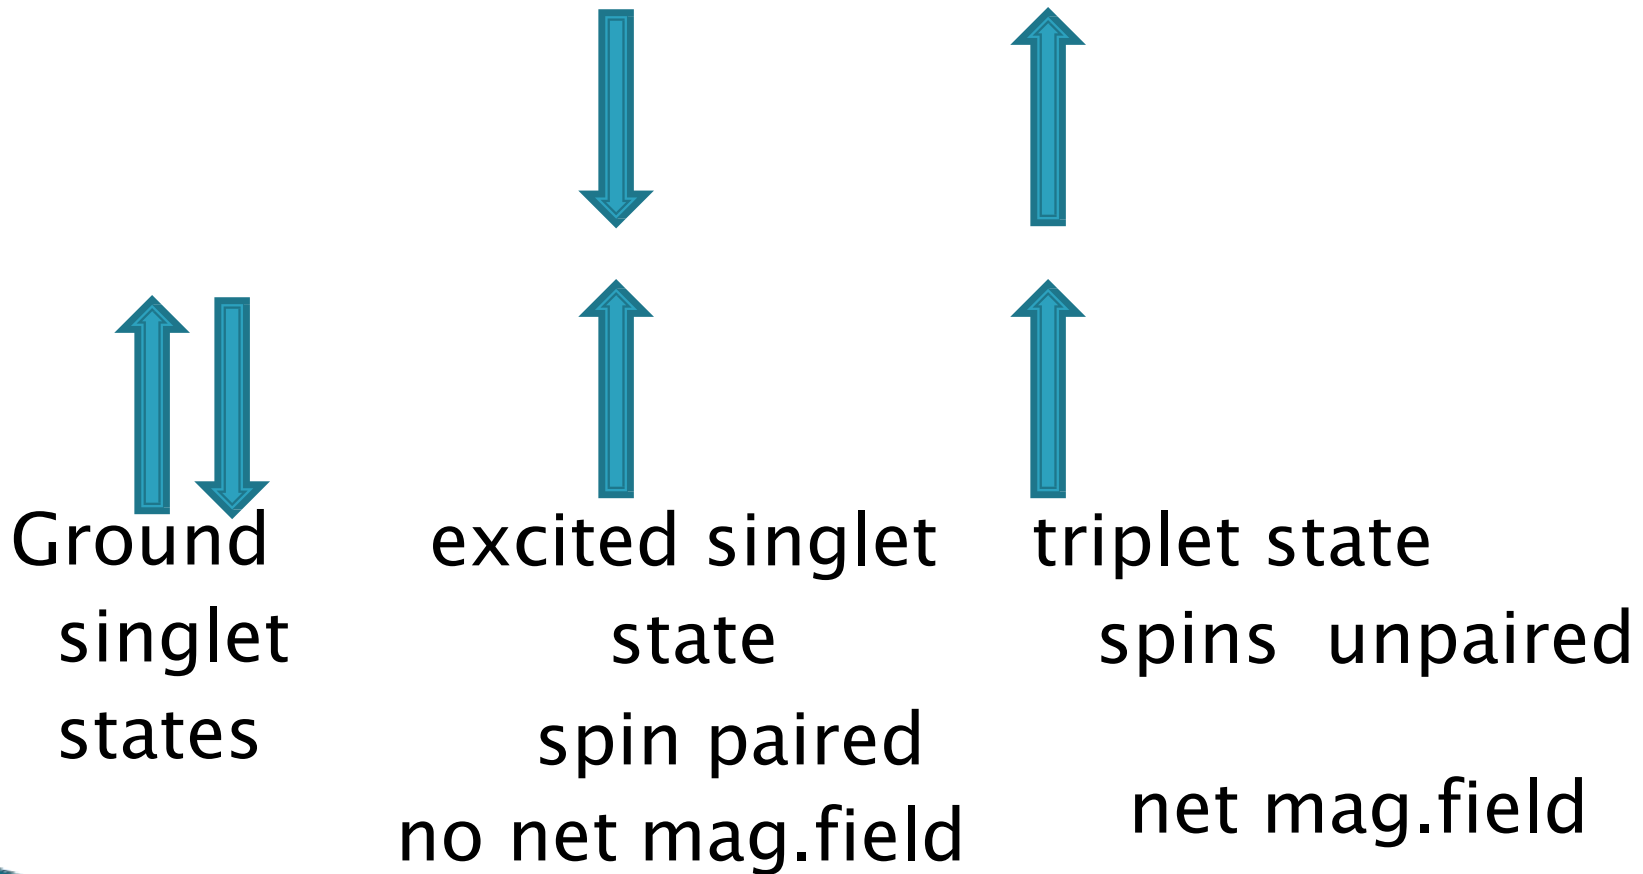 Ground
singlet
states
excited singlet
state
spin paired
no net mag.field
triplet state
spins unpaired
net mag.field